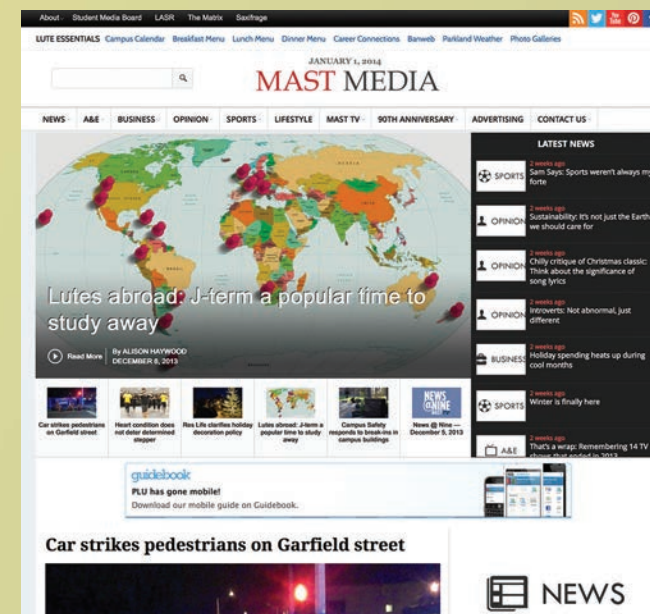 About Student Media Board LASR The Matrix Saxifrage
LUTE ESSENTIALS Campus Calendar Breakfast Menu Lunch Menu Dinner Menu Career Connections Banweb Parkland Weather Photo Galleries
JANUARY 1, 2014
MAST MEDIA
NEWS A&E BUSINESS OPINION SPORTS LIFESTYLE MAST TV 90TH ANNIVERSARY ADVERTISING CONTACT US
Lutes abroad: J-term a popular time to
study away
Read More
By ALISON HAYWOOD
DECEMBER 8, 2013
LATEST NEWS
SPORTS
2 weeks ago
Sam Says: Sports weren't always my
forte
OPINION
2 weeks ago
Sustainability: It's not just the Earth
we should care for
OPINION
2 weeks ago
Chilly critique of Christmas classic:
Think about the significance of
song lyrics
OPINION
2 weeks ago
Introverts: Not abnormal, just
different
BUSINESS
2 weeks ago
Holiday spending heats up during
cool months
SPORTS
2 weeks ago
Winter is finally here
A&E
2 weeks ago
That's a wrap: Remembering 14 TV
shows that ended in 2013
Car strikes pedestrians
on Garfield street
Heart condition does
not deter determined
stepper
Res Life clarifies holiday
decoration policy
Lutes abroad: J-term a
popular time to study
away
Campus Safety
responds to break-ins in
campus buildings
NEWS
@NINE
News @ Nine —
December 5, 2013
guidebook
PLU has gone mobile!
Download our mobile guide on Guidebook.
Car strikes pedestrians on Garfield street
NEWS